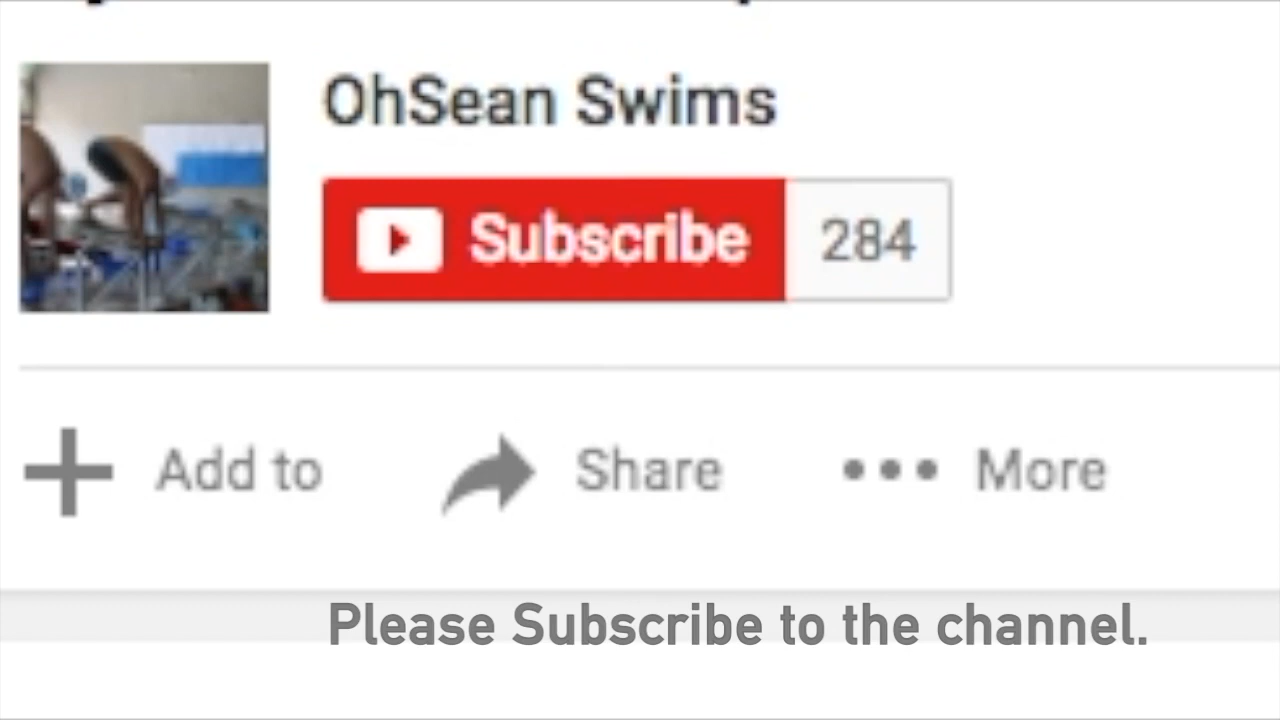 OhSean Swims
Subscribe 284
Add to Share More
Please Subscribe to the channel.